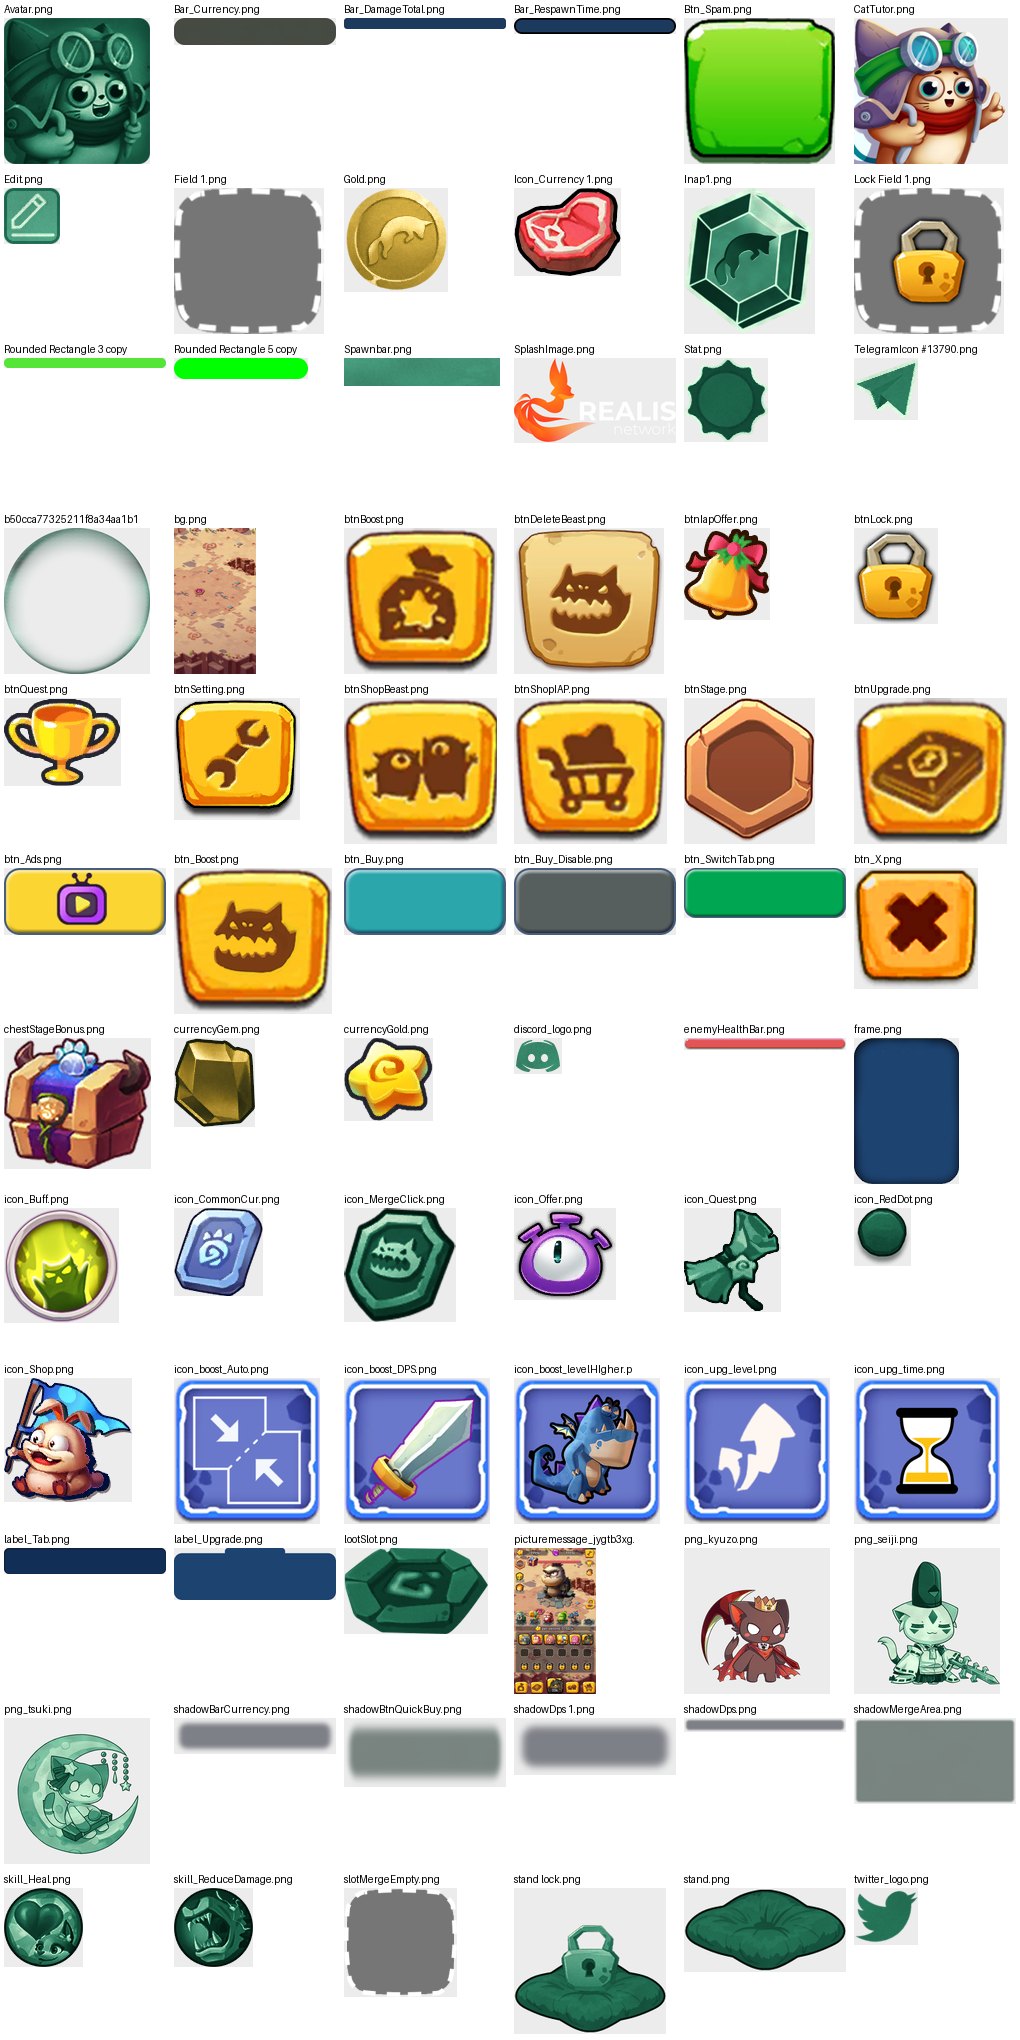 Avatar.png
Bar_Currency.png
Bar_DamageTotal.png
Bar_RespawnTime.png
Btn_Spam.png
CatTutor.png
Edit.png
Field 1.png
Gold.png
Icon_Currency 1.png
Inap1.png
Lock Field 1.png
Rounded Rectangle 3 copy
Rounded Rectangle 5 copy
Spawnbar.png
SplashImage.png
Stat.png
TelegramIcon #13790.png
REALIS
network
b50cca77325211f8a34aa1b1
bg.png
btnBoost.png
btnDeleteBeast.png
btnIapOffer.png
btnLock.png
btnQuest.png
btnSetting.png
btnShopBeast.png
btnShopIAP.png
btnStage.png
btnUpgrade.png
btn_Ads.png
btn_Boost.png
btn_Buy.png
btn_Buy_Disable.png
btn_SwitchTab.png
btn_X.png
chestStageBonus.png
currencyGem.png
currencyGold.png
discord_logo.png
enemyHealthBar.png
frame.png
icon_Buff.png
icon_CommonCur.png
icon_MergeClick.png
icon_Offer.png
icon_Quest.png
icon_RedDot.png
icon_Shop.png
icon_boost_Auto.png
icon_boost_DPS.png
icon_boost_levelHIgher.p
icon_upg_level.png
icon_upg_time.png
label_Tab.png
label_Upgrade.png
lootSlot.png
picturemessage_jygtb3xg.
png_kyuzo.png
png_seiji.png
png_tsuki.png
shadowBarCurrency.png
shadowBtnQuickBuy.png
shadowDps 1.png
shadowDps.png
shadowMergeArea.png
skill_Heal.png
skill_ReduceDamage.png
slotMergeEmpty.png
stand lock.png
stand.png
twitter_logo.png